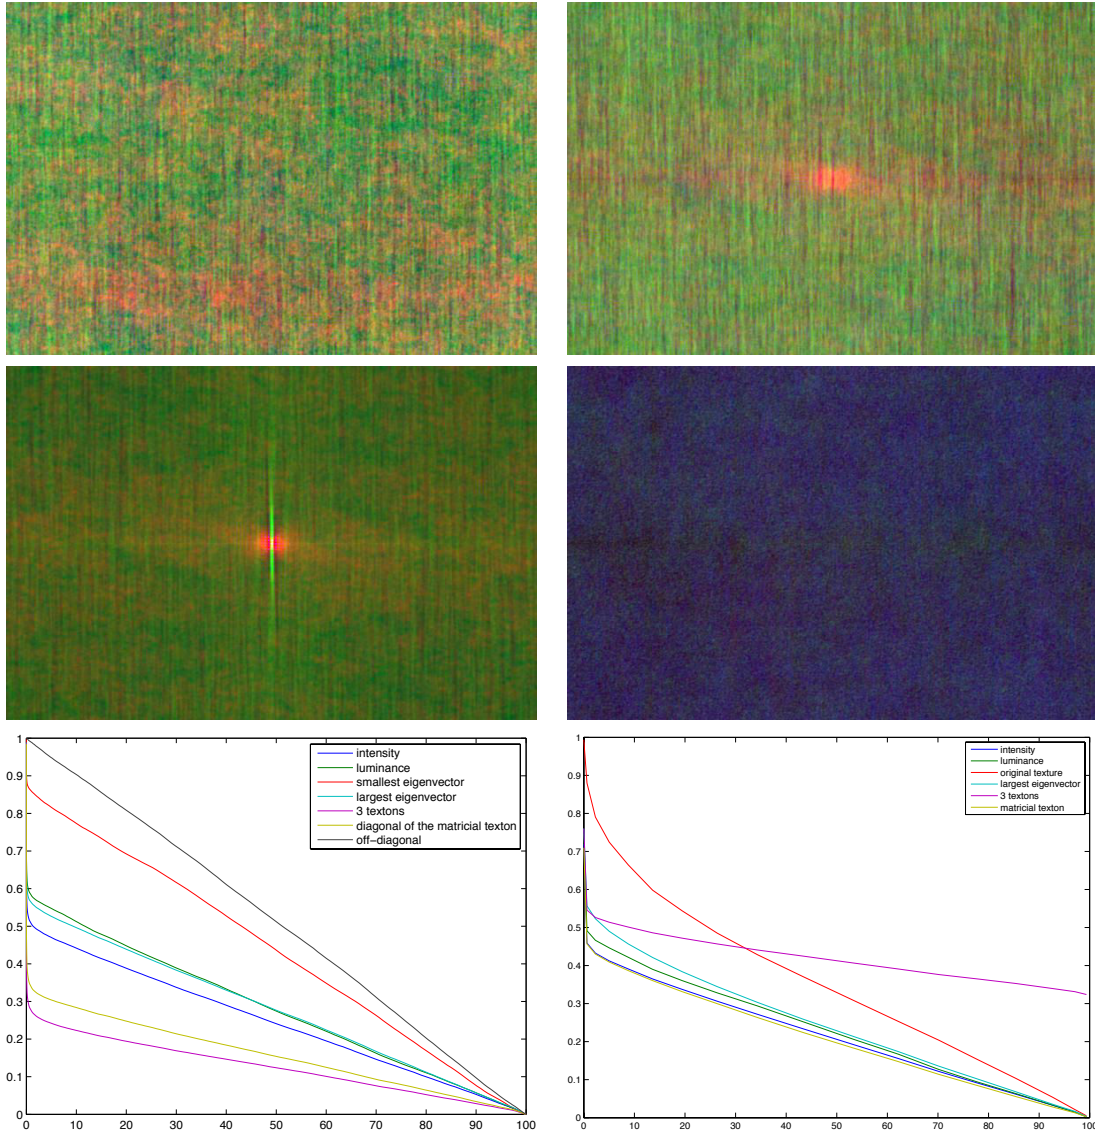 1
0.9
0.8
0.7
0.6
0.5
0.4
0.3
0.2
0.1
0
0 10 20 30 40 50 60 70 80 90 100
intensity
luminance
smallest eigenvector
largest eigenvector
3 textons
diagonal of the matricial texton
off-diagonal
1
0.9
0.8
0.7
0.6
0.5
0.4
0.3
0.2
0.1
0
0 10 20 30 40 50 60 70 80 90 100
intensity
luminance
original texture
largest eigenvector
3 textons
matricial texton